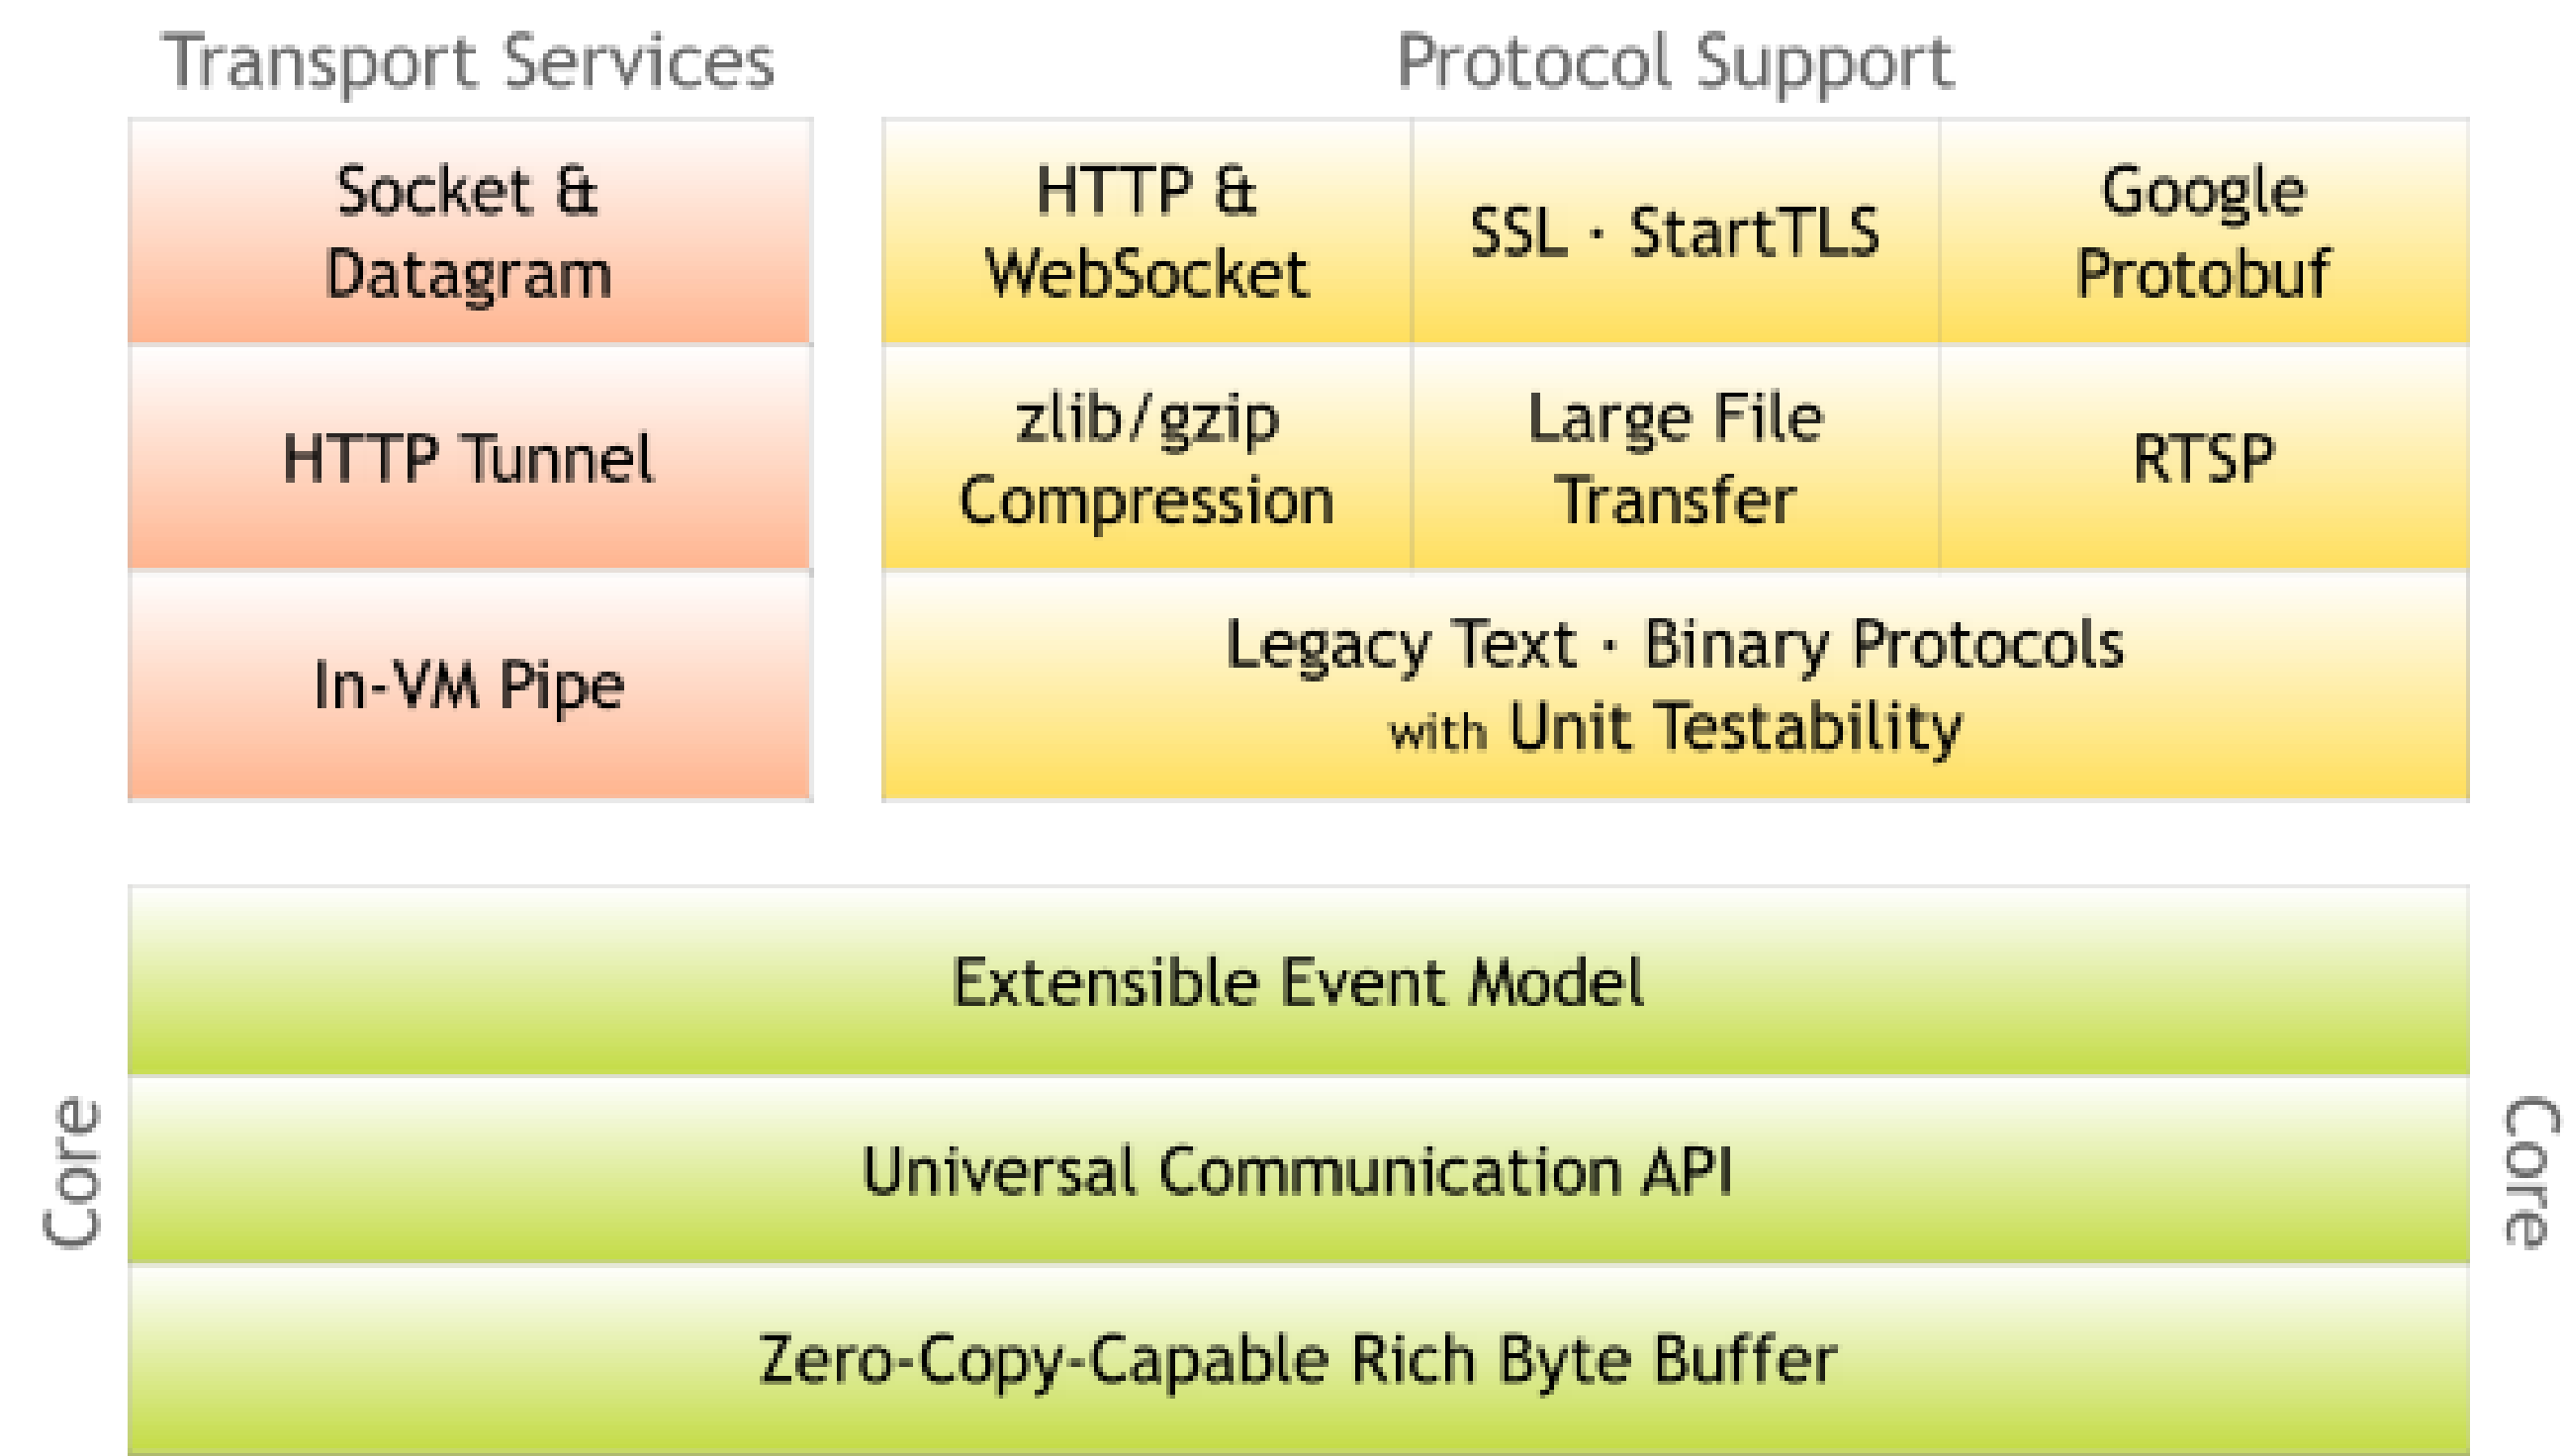 Transport Services
Protocol Support
Socket &
Datagram
HTTP Tunnel
In-VM Pipe
HTTP &
WebSocket
SSL · StartTLS
Google
Protobuf
zlib/gzip
Compression
Large File
Transfer
RTSP
Legacy Text · Binary Protocols
with Unit Testability
Core
Extensible Event Model
Universal Communication API
Zero-Copy-Capable Rich Byte Buffer
Core